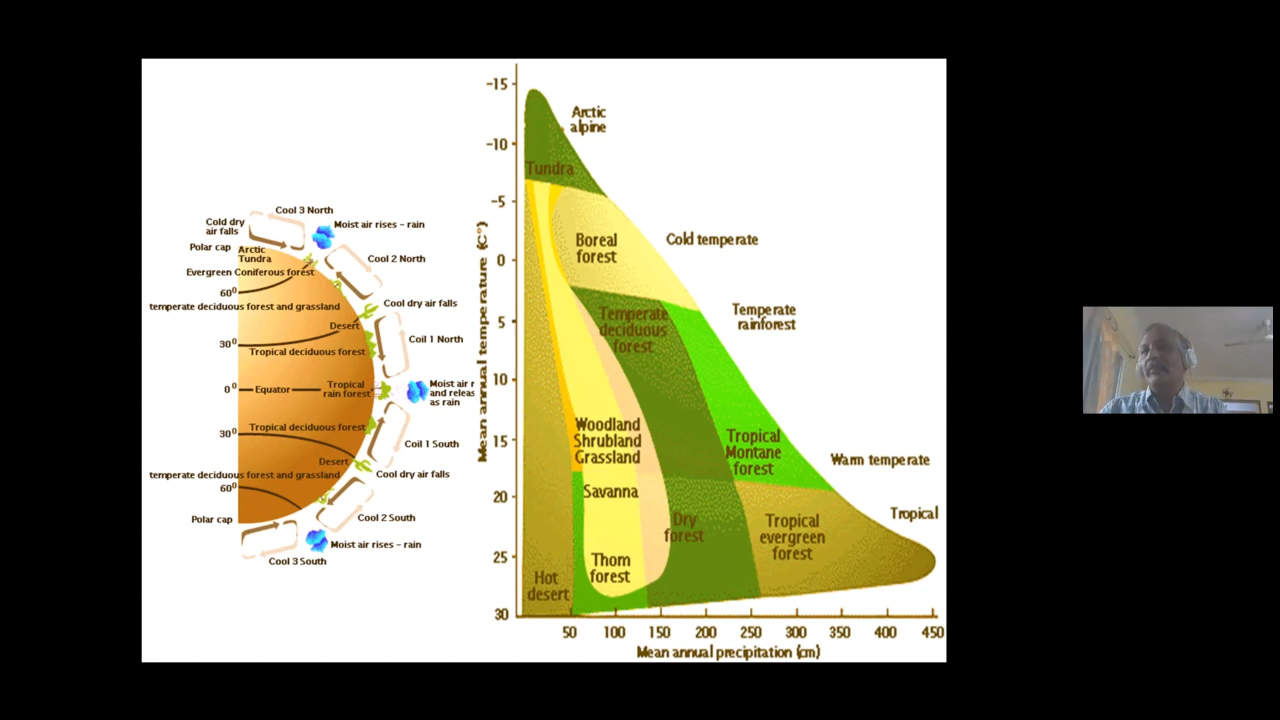 Cool 3 North
Cold dry
air falls
Moist air rises – rain
Polar cap
Arctic
Tundra
Cool 2 North
Evergreen Coniferous forest
60⁰
Cool dry air falls
temperate deciduous forest and grassland
Desert
Coil 1 North
30⁰
Tropical deciduous forest
0⁰
Equator
Tropical
rain forest
Moist air r
and releas
as rain
Tropical deciduous forest
30⁰
Coil 1 South
Desert
Cool dry air falls
temperate deciduous forest and grassland
60⁰
Cool 2 South
Polar cap
Moist air rises – rain
Cool 3 South
Mean annual temperature (C°)
-15
-10
-5
0
5
10
15
20
25
30
Arctic
alpine
Tundra
Boreal
forest
Cold temperate
Temperate
deciduous
forest
Temperate
rainforest
Woodland
Shrubland
Grassland
Tropical
Montane
forest
Warm temperate
Savanna
Dry
forest
Tropical
evergreen
forest
Tropical
Thom
forest
Hot
desert
50
100
150
200
250
300
350
400
450
Mean annual precipitation (cm)